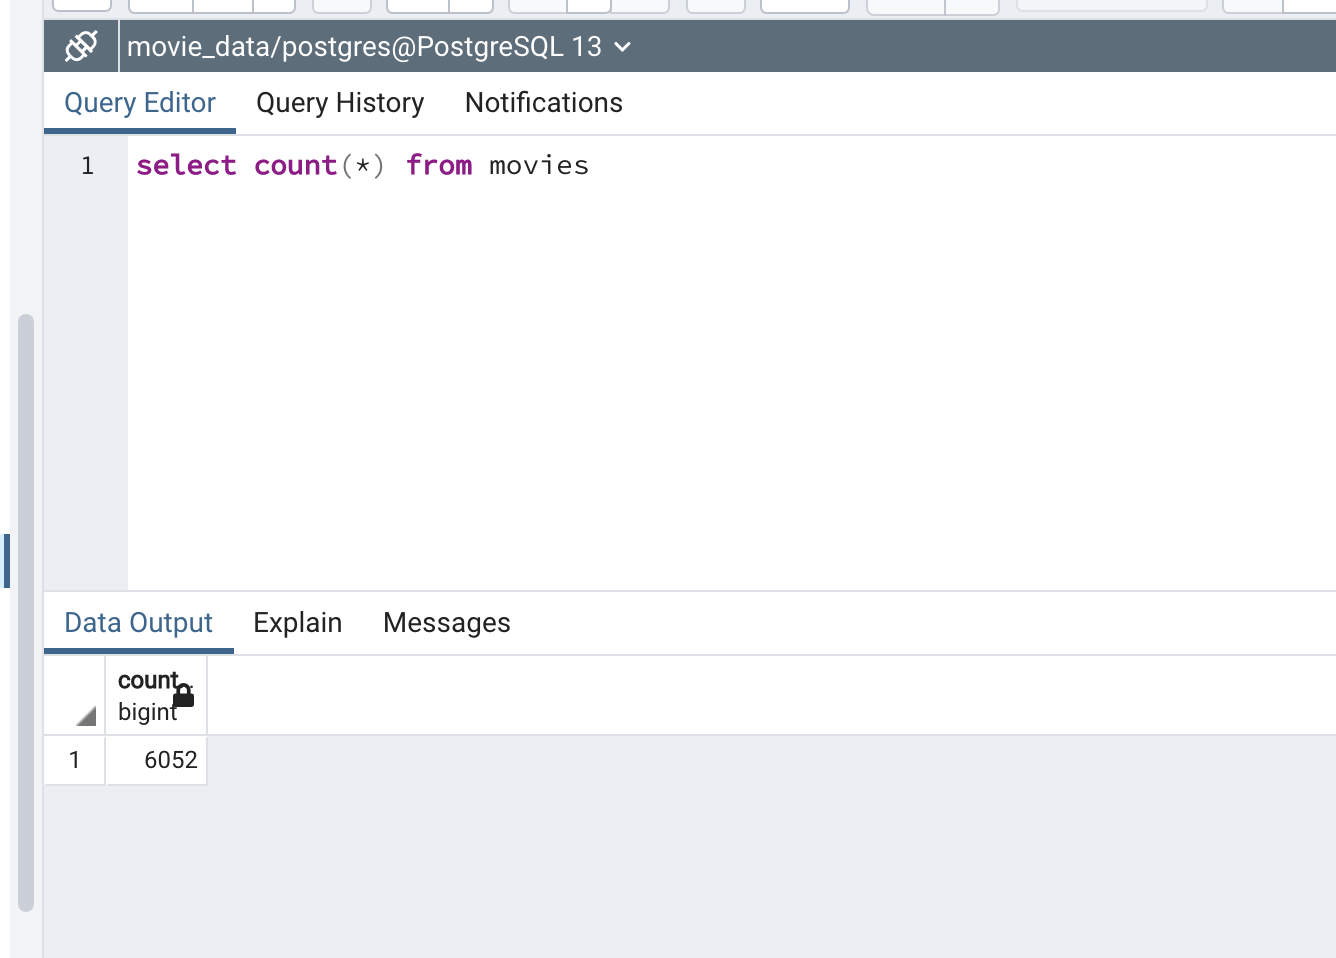 movie_data/postgres@PostgreSQL 13
Query Editor Query History Notifications
1 select count(*) from movies
Data Output Explain Messages
count
bigint
1 6052